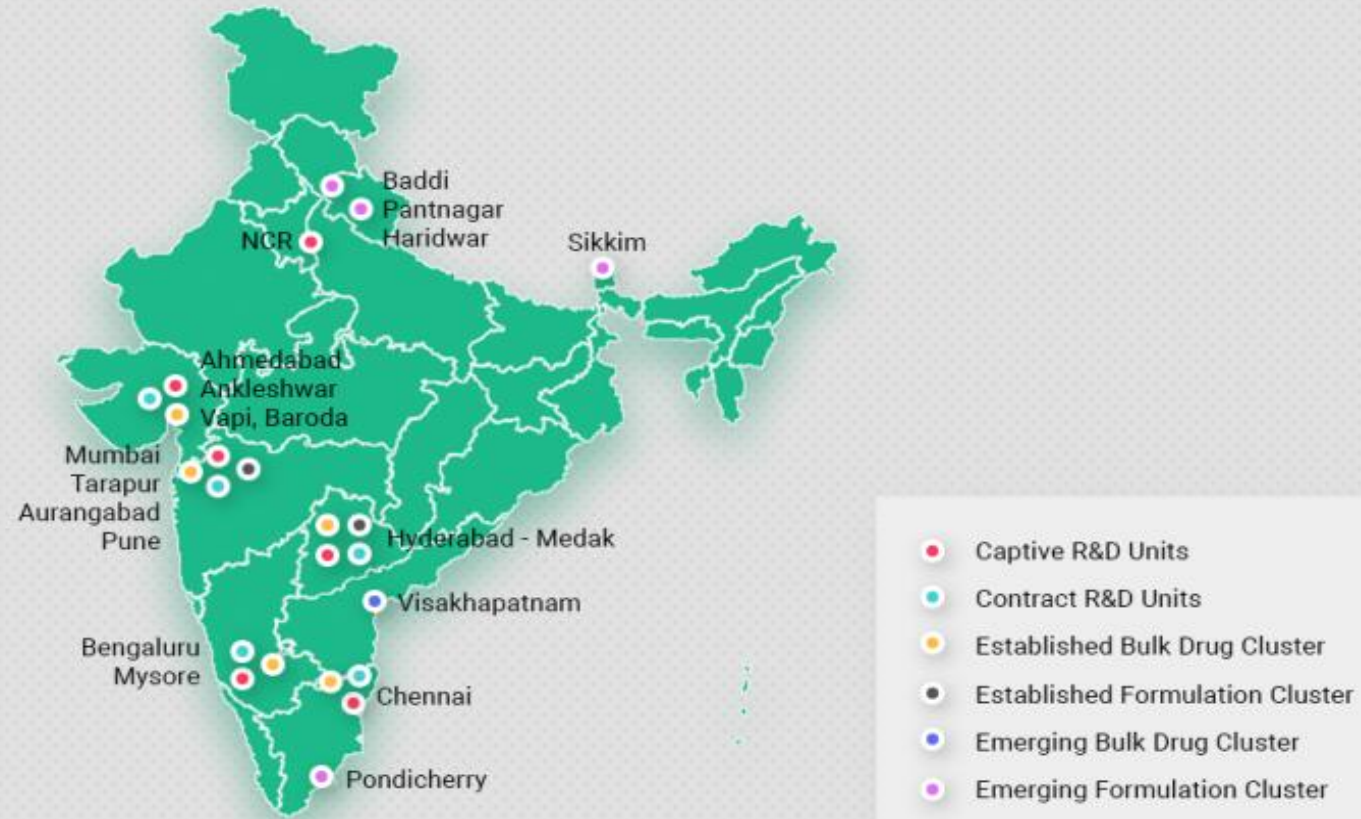 Baddi
Pantnagar
Haridwar
NCR
Sikkim
Ahmedabad
Ankleshwar
Vapi, Baroda
Mumbai
Tarapur
Aurangabad
Pune
Hyderabad - Medak
Visakhapatnam
Bengaluru
Mysore
Chennai
Pondicherry
Captive R&D Units
Contract R&D Units
Established Bulk Drug Cluster
Established Formulation Cluster
Emerging Bulk Drug Cluster
Emerging Formulation Cluster